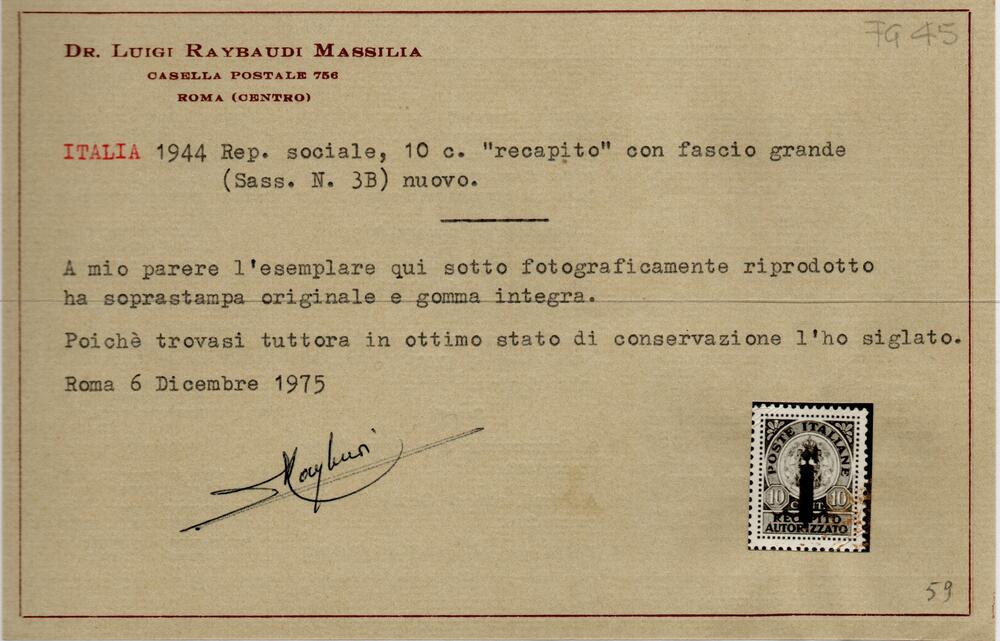 FG 45
DR. LUIGI RAYBAUDI MASSILIA
CASELLA POSTALE 756
ROMA (CENTRO)
ITALIA 1944 Rep. sociale, 10 c. "recapito" con fascio grande
(Sass. N. 3B) nuovo.
A mio parere l'esemplare qui sotto fotograficamente riprodotto
ha soprastampa originale e gomma integra.
Poichè trovasi tuttora in ottimo stato di conservazione l'ho siglato.
Roma 6 Dicembre 1975
POSTE ITALIANE
10 10
RECAPITO
AUTORIZZATO
59